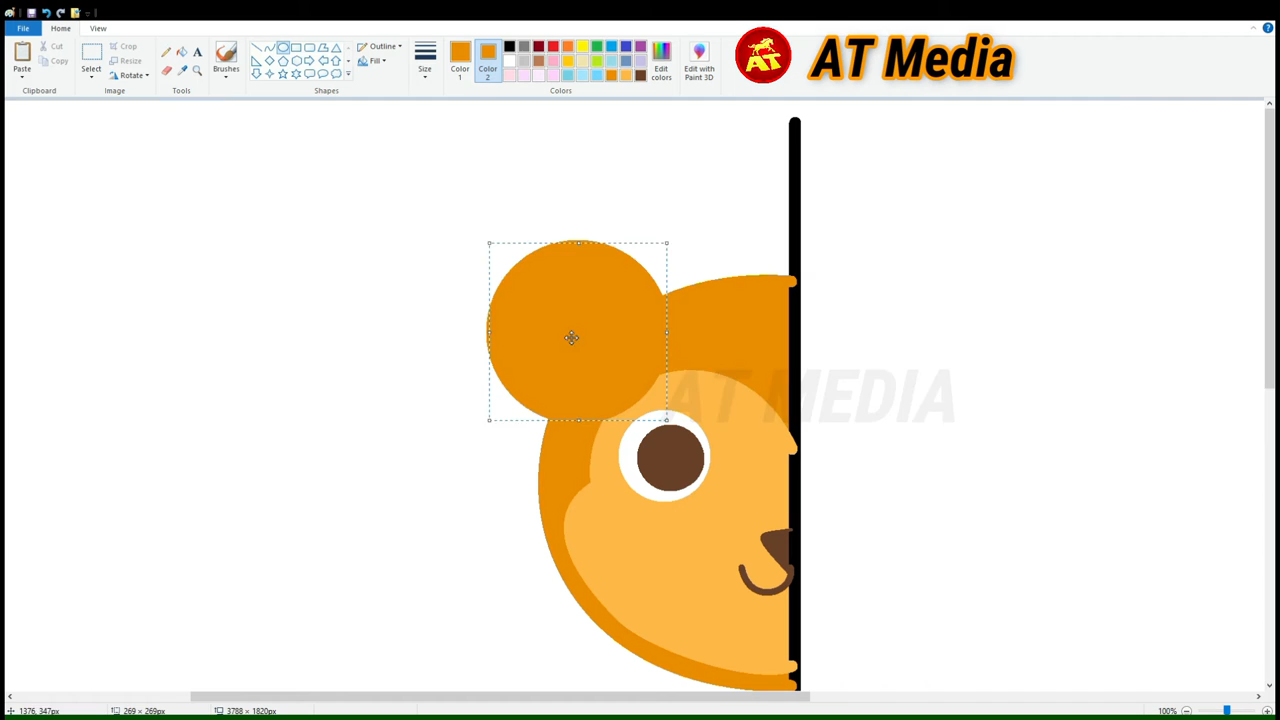 File
Home
View
Paste
Cut
Copy
Clipboard
Select
Crop
Resize
Rotate
Image
A
Tools
Brushes
Outline
Fill
Shapes
Size
Color 1
Color 2
Edit colors
Colors
Edit with Paint 3D
AT
AT Media
AT MEDIA
1376, 347px
269 × 269px
3788 × 1820px
100%